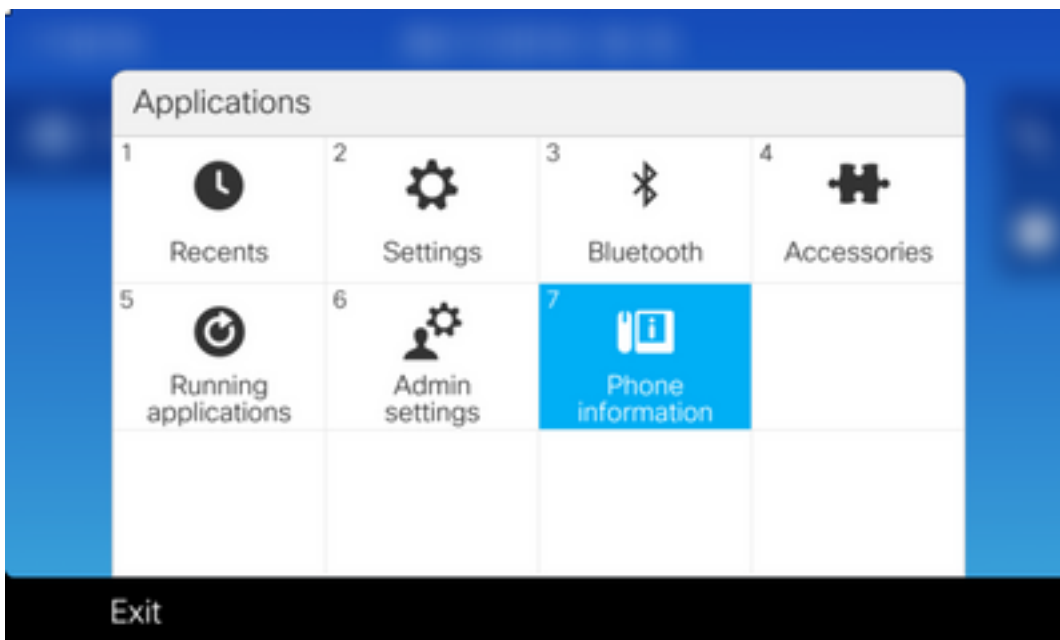 Applications
1
Recents
2
Settings
3
Bluetooth
4
Accessories
5
Running
applications
6
Admin
settings
7
i
Phone
information
Exit